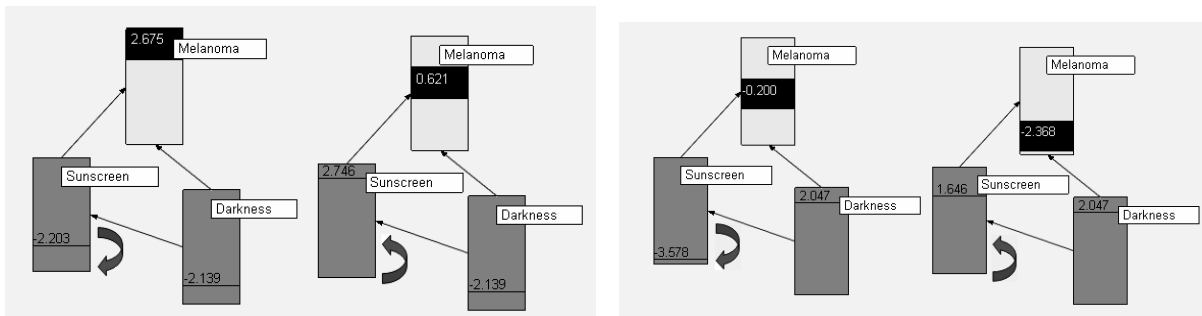 2.675
Melanoma
Sunscreen
-2.203
Darkness
-2.139
Melanoma
0.621
2.746
Sunscreen
Darkness
-2.139
Melanoma
-0.200
Sunscreen
-3.578
2.047
Darkness
Melanoma
-2.368
1.646
Sunscreen
2.047
Darkness